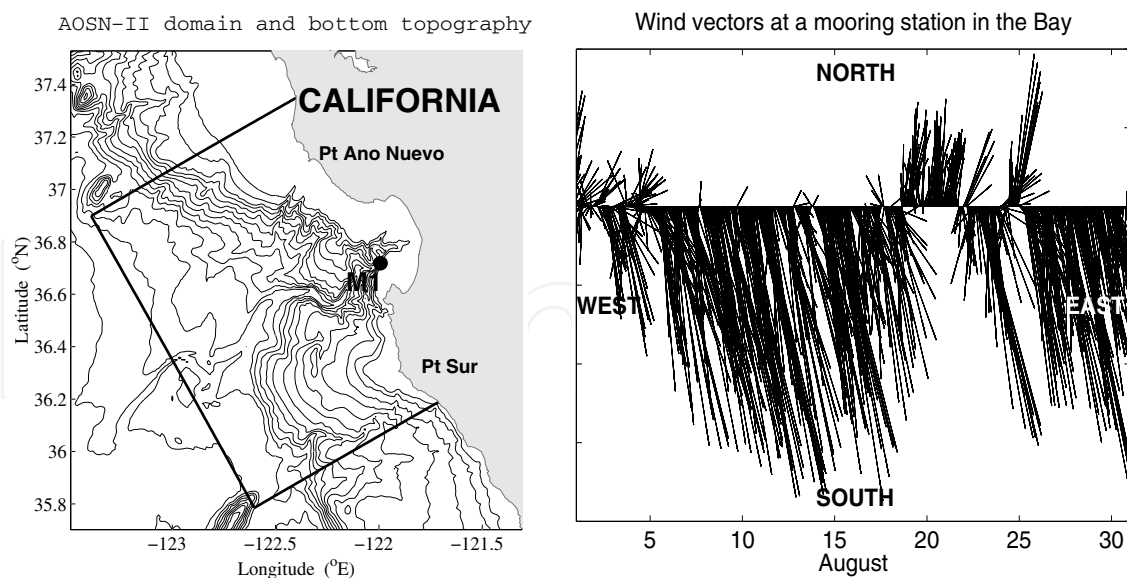 AOSN-II domain and bottom topography
37.4
37.2
37
36.8
36.6
36.4
36.2
36
35.8
Latitude (°N)
CALIFORNIA
Pt Ano Nuevo
M1
Pt Sur
−123
−122.5
−122
−121.5
Longitude (°E)
Wind vectors at a mooring station in the Bay
NORTH
WEST
EAST
SOUTH
5
10
15
20
25
30
August